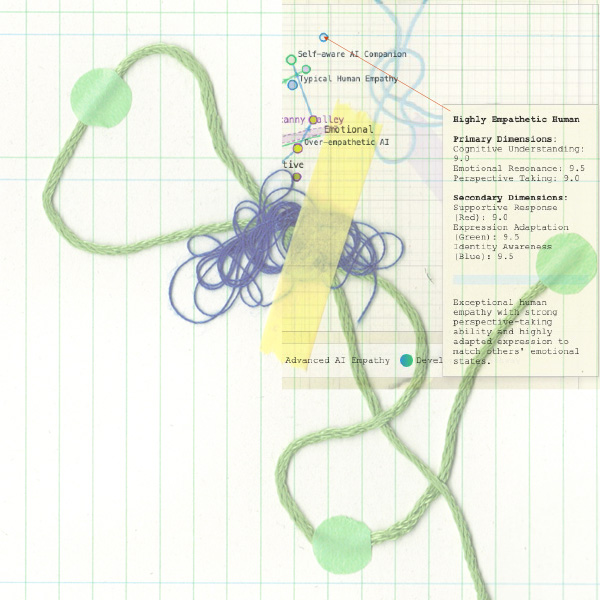 Self-aware AI Companion
Typical Human Empathy
anny Valley
Emotional
Over-empathetic AI
tive
Advanced AI Empathy
Devel
Highly Empathetic Human
Primary Dimensions:
Cognitive Understanding:
9.0
Emotional Resonance: 9.5
Perspective Taking: 9.0
Secondary Dimensions:
Supportive Response
(Red): 9.0
Expression Adaptation
(Green): 9.5
Identity Awareness
(Blue): 9.5
Exceptional human
empathy with strong
perspective-taking
ability and highly
adapted expression to
match others' emotional
states.